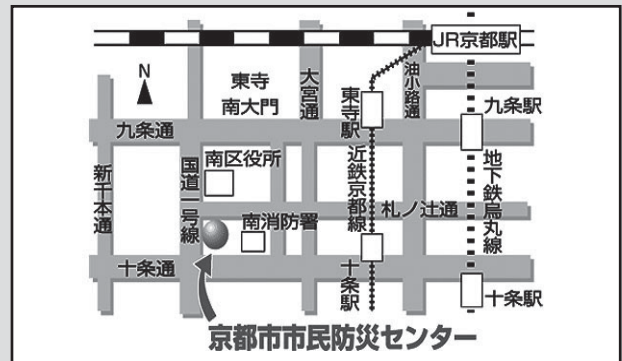 JR京都駅
N
東寺
南大門
大宮通
油小路通
東寺駅
九条駅
九条通
新千本通
国道一号線
南区役所
近鉄京都線
地下鉄烏丸線
札ノ辻通
南消防署
十条通
十条駅
十条駅
京都市市民防災センター